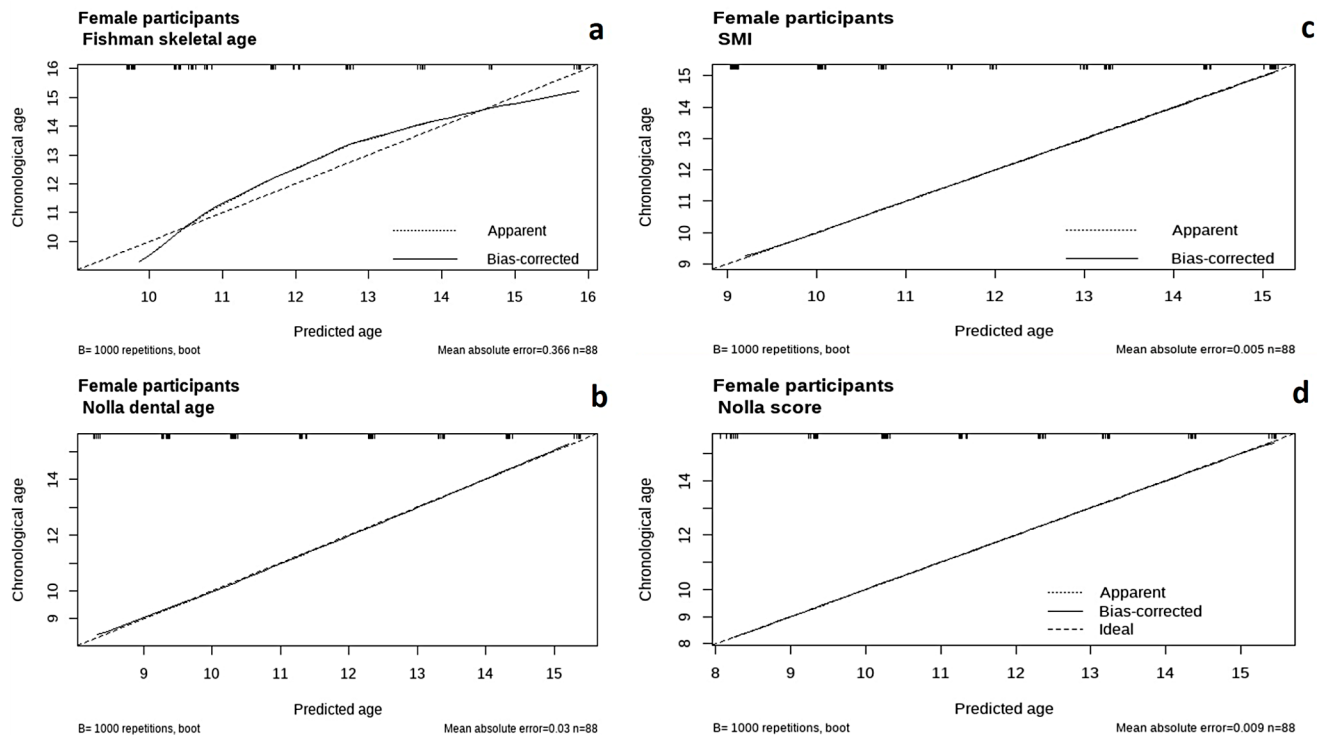 Female participants
Fishman skeletal age
a
16
15
14
13
12
11
10
Chronological age
Apparent
Bias-corrected
10 11 12 13 14 15 16
Predicted age
B= 1000 repetitions, boot Mean absolute error=0.366 n=88
Female participants
SMI
c
15
14
13
12
11
10
9
Chronological age
Apparent
Bias-corrected
9 10 11 12 13 14 15
Predicted age
B= 1000 repetitions, boot Mean absolute error=0.005 n=88
Female participants
Nolla dental age
b
14
12
10
9
Chronological age
9 10 11 12 13 14 15
Predicted age
B= 1000 repetitions, boot Mean absolute error=0.03 n=88
Female participants
Nolla score
d
14
12
10
9
8
Chronological age
Apparent
Bias-corrected
Ideal
8 9 10 11 12 13 14 15
Predicted age
B= 1000 repetitions, boot Mean absolute error=0.009 n=88